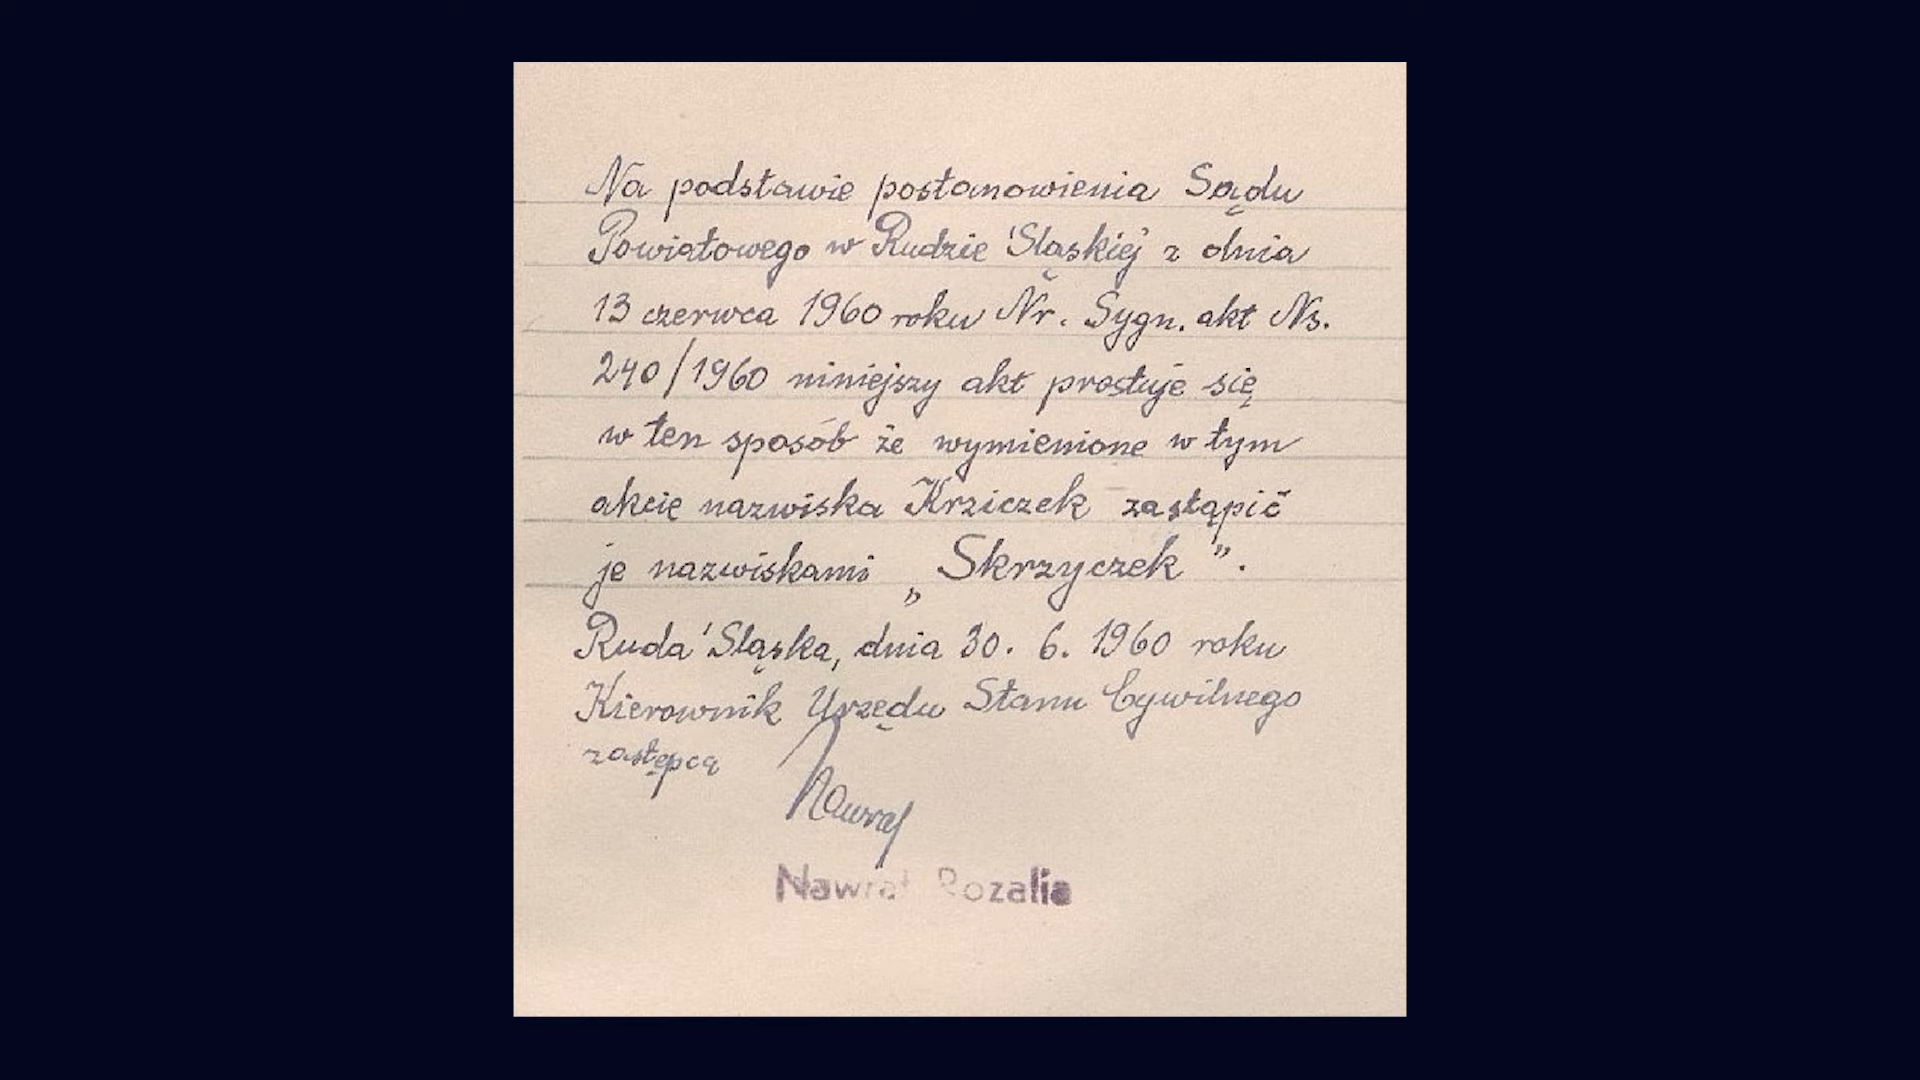 Na podstawie postanowienia Sądu
Powiatowego w Rudzie Śląskiej z dnia
13 czerwca 1960 roku Nr. Sygn. akt Ns.
240/1960 niniejszy akt prostuje się
w ten sposób że wymienione w tym
akcie nazwiska Krziczek zastąpić
je nazwiskami „Skrzyczek”.
Ruda Śląska, dnia 30. 6. 1960 roku
Kierownik Urzędu Stanu Cywilnego
zastępca
Nawrat
Nawrat Rozalia